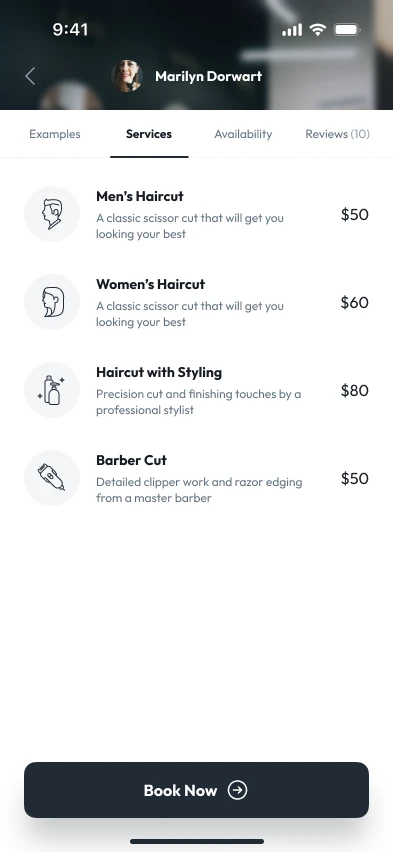 9:41
Marilyn Dorwart
Examples
Services
Availability
Reviews (10)
Men’s Haircut
A classic scissor cut that will get you
looking your best
$50
Women’s Haircut
A classic scissor cut that will get you
looking your best
$60
Haircut with Styling
Precision cut and finishing touches by a
professional stylist
$80
Barber Cut
Detailed clipper work and razor edging
from a master barber
$50
Book Now